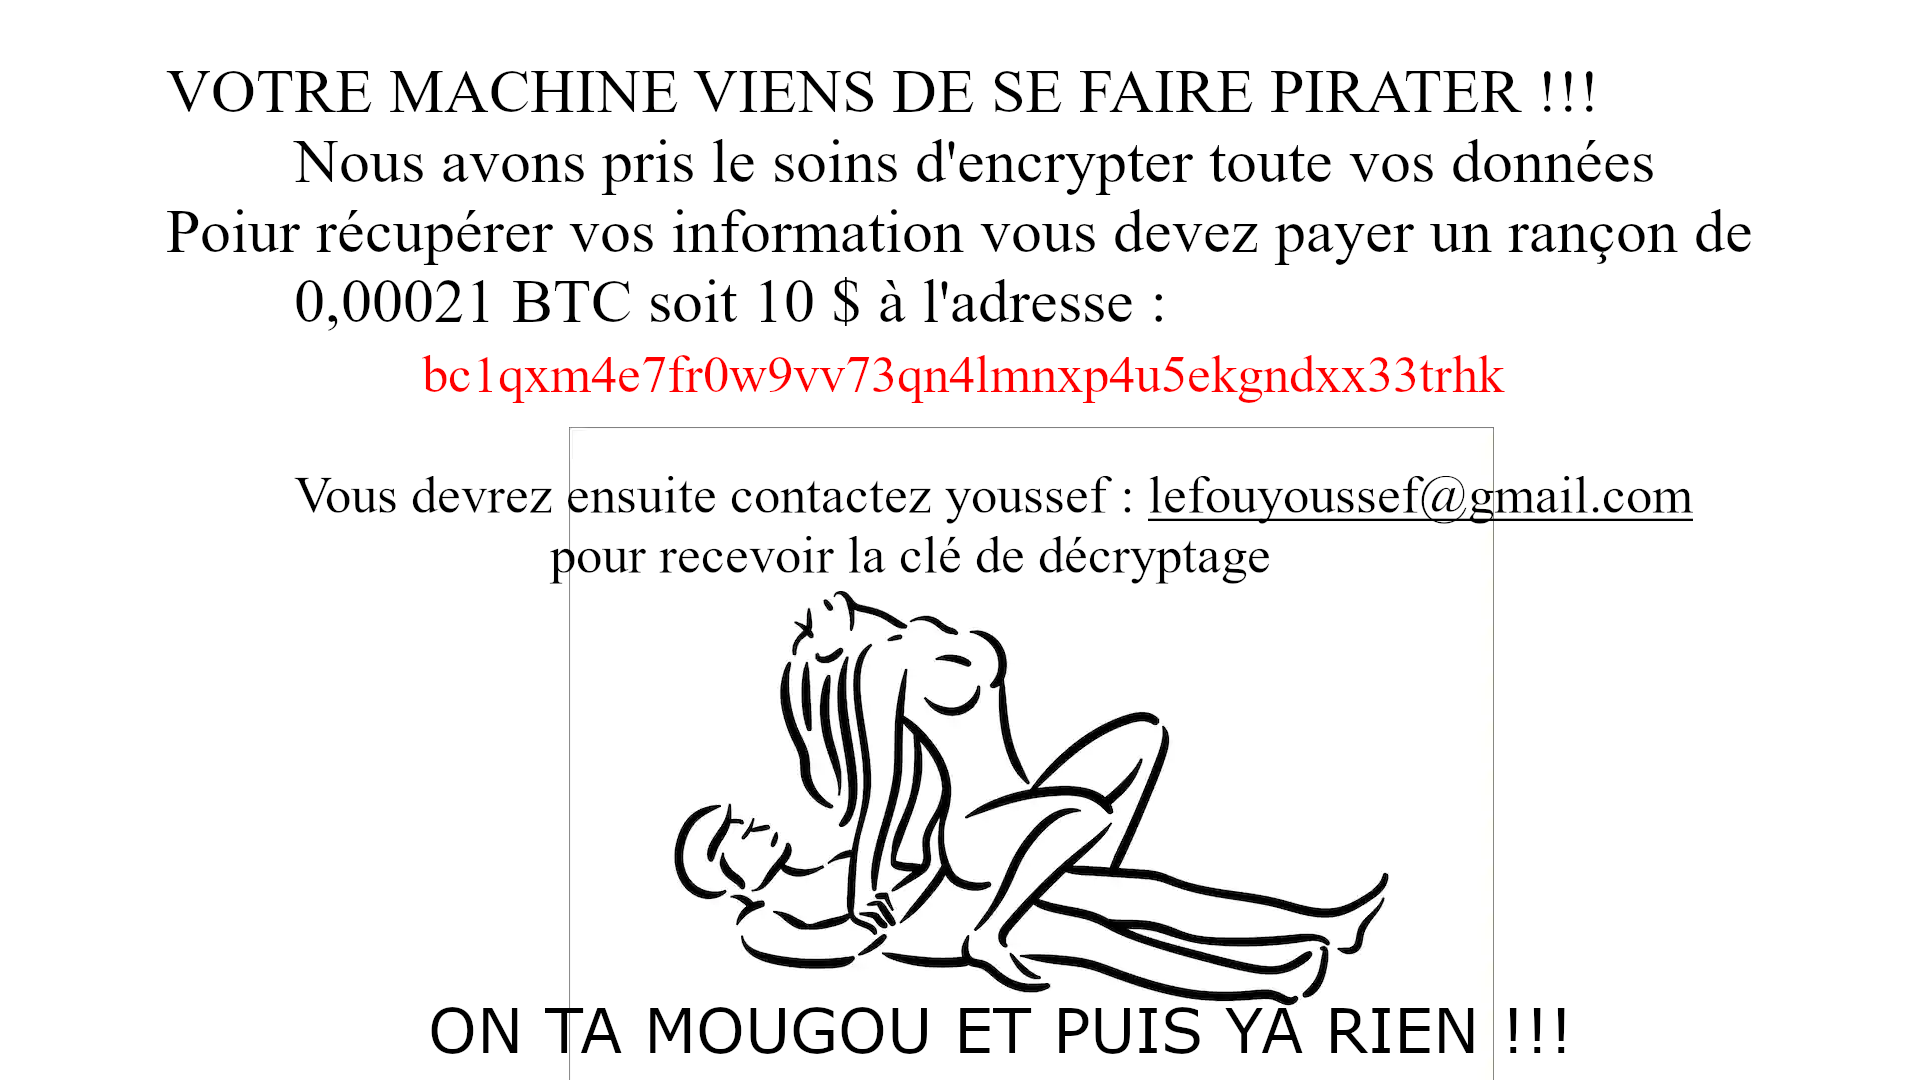 VOTRE MACHINE VIENS DE SE FAIRE PIRATER !!!
Nous avons pris le soins d'encrypter toute vos données
Poiur récupérer vos information vous devez payer un rançon de
0,00021 BTC soit 10 $ à l'adresse :
bc1qxm4e7fr0w9vv73qn4lmnxp4u5ekgndxx33trhk
Vous devrez ensuite contactez youssef : lefouyoussef@gmail.com
pour recevoir la clé de décryptage
ON TA MOUGOU ET PUIS YA RIEN !!!